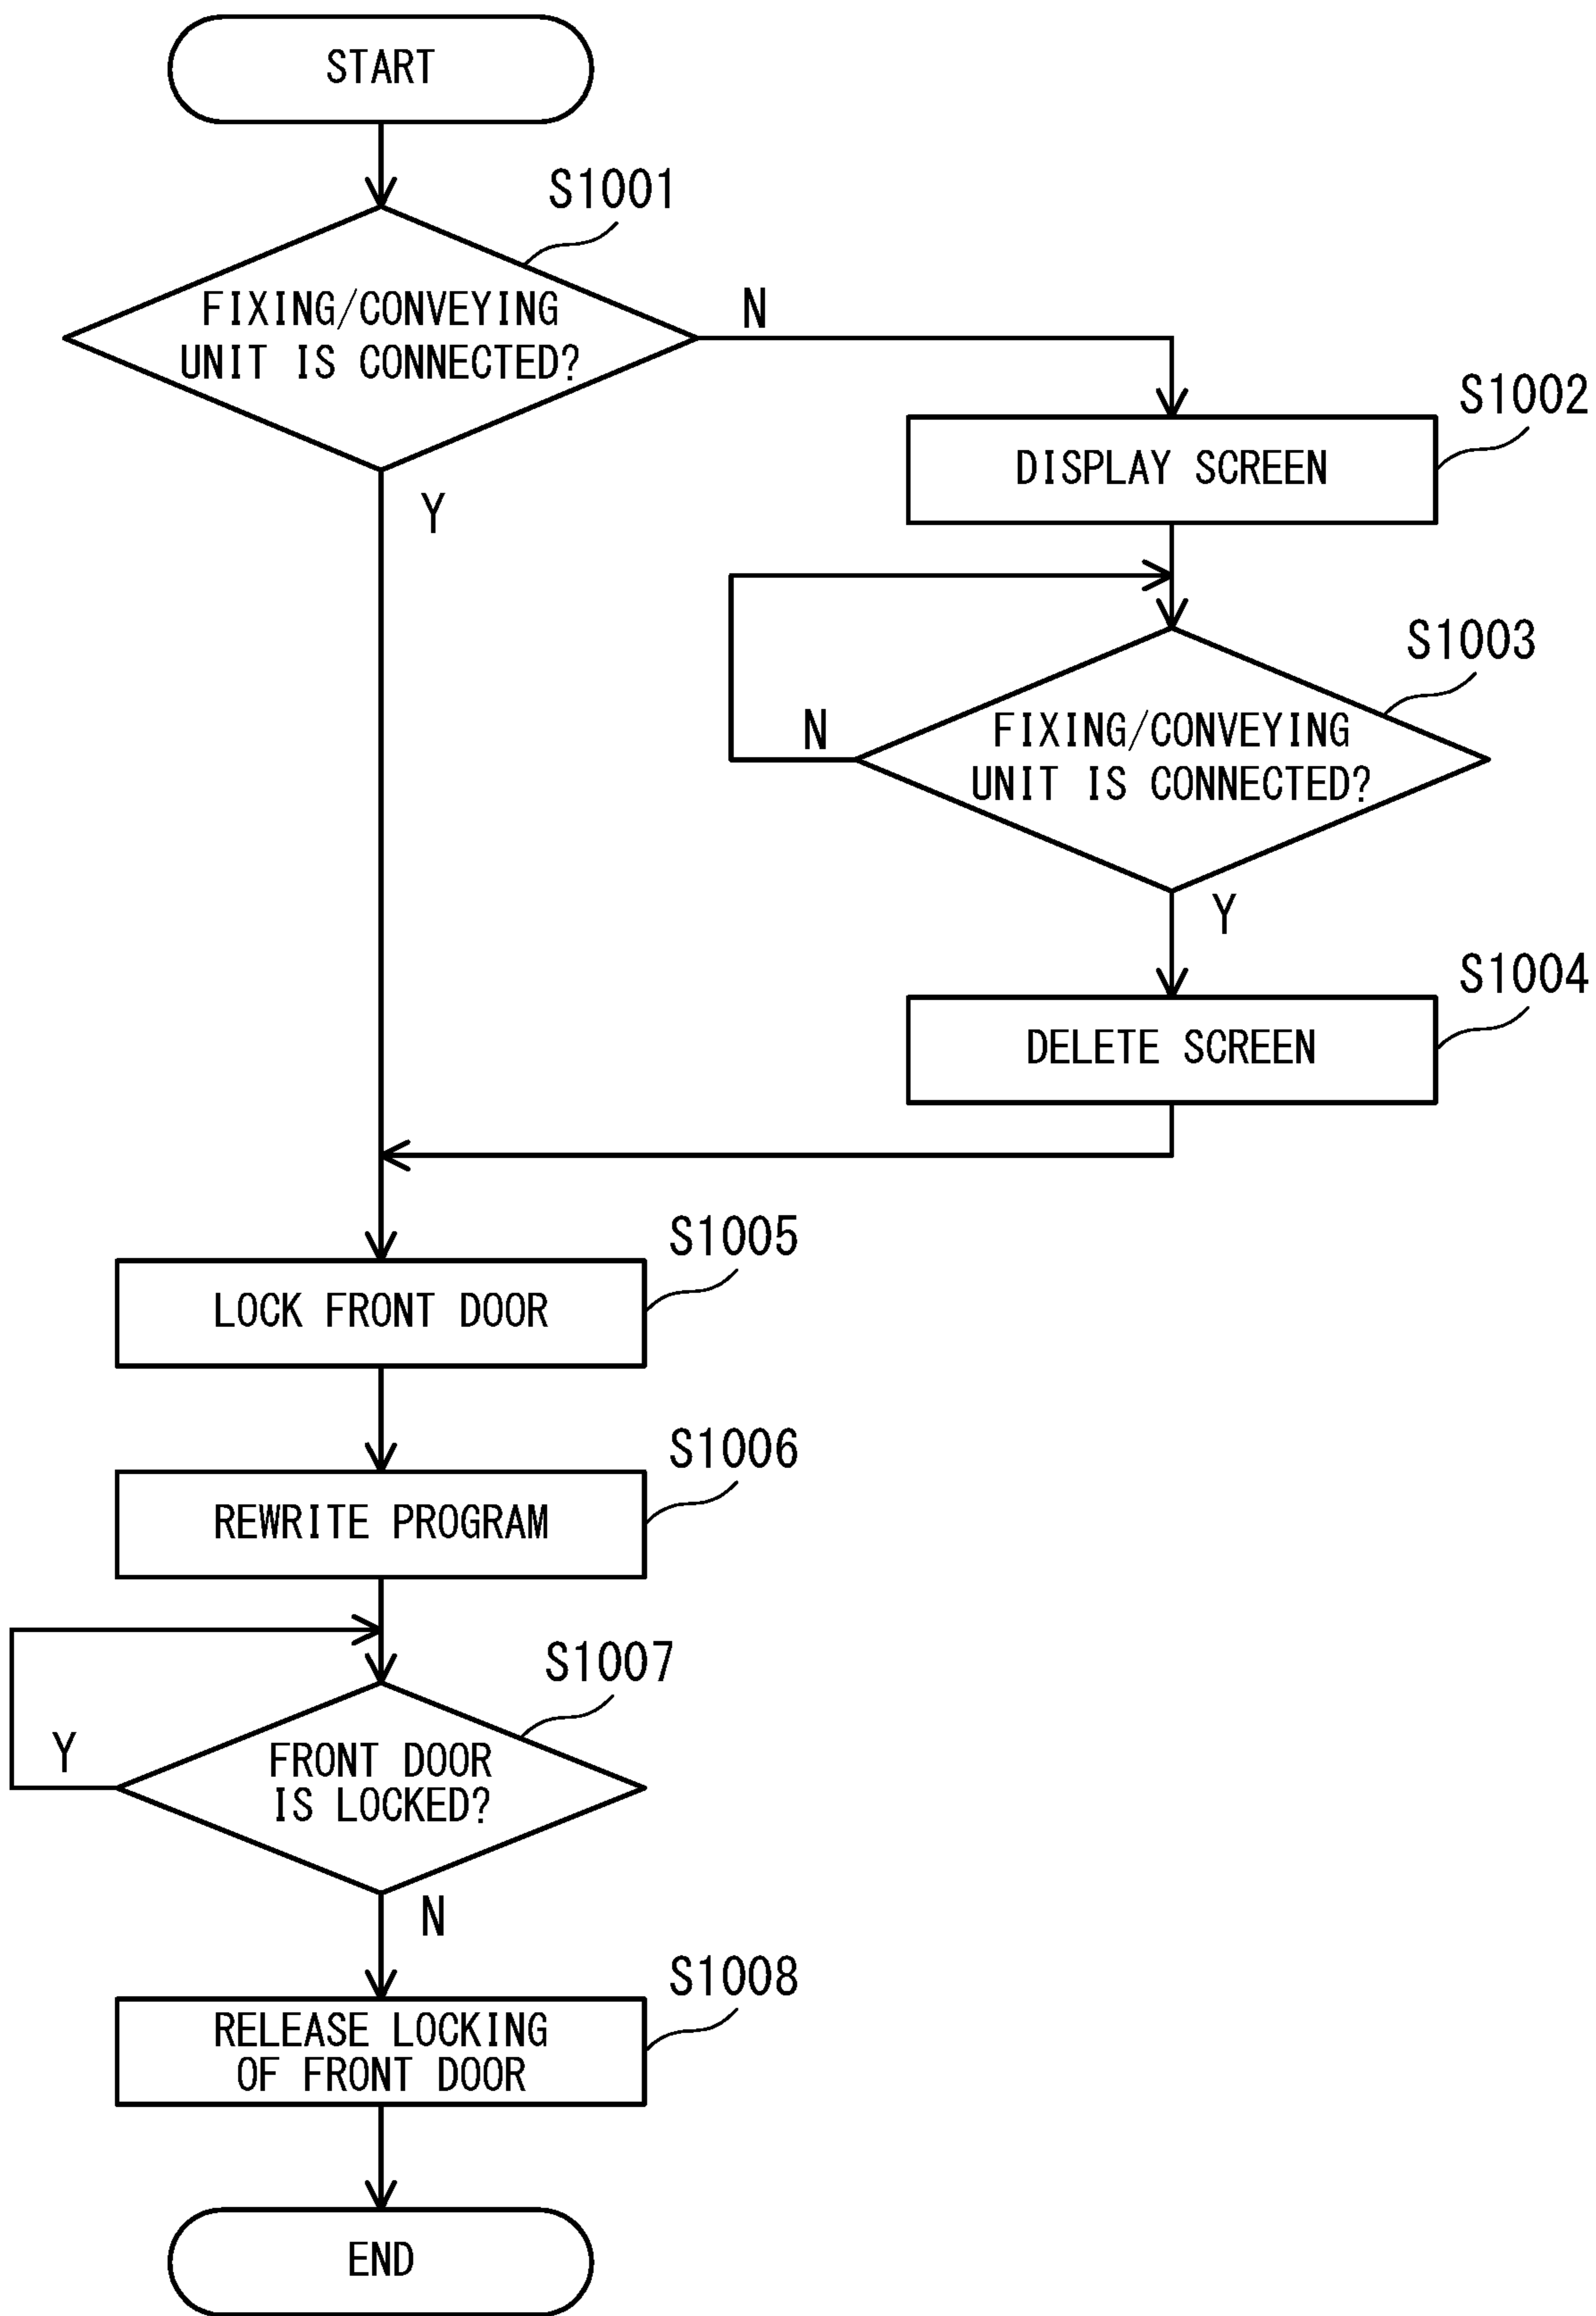 START
S1001
FIXING/CONVEYING
UNIT IS CONNECTED?
N
Y
S1002
DISPLAY SCREEN
S1003
FIXING/CONVEYING
UNIT IS CONNECTED?
N
Y
S1004
DELETE SCREEN
S1005
LOCK FRONT DOOR
S1006
REWRITE PROGRAM
S1007
FRONT DOOR
IS LOCKED?
Y
N
S1008
RELEASE LOCKING
OF FRONT DOOR
END